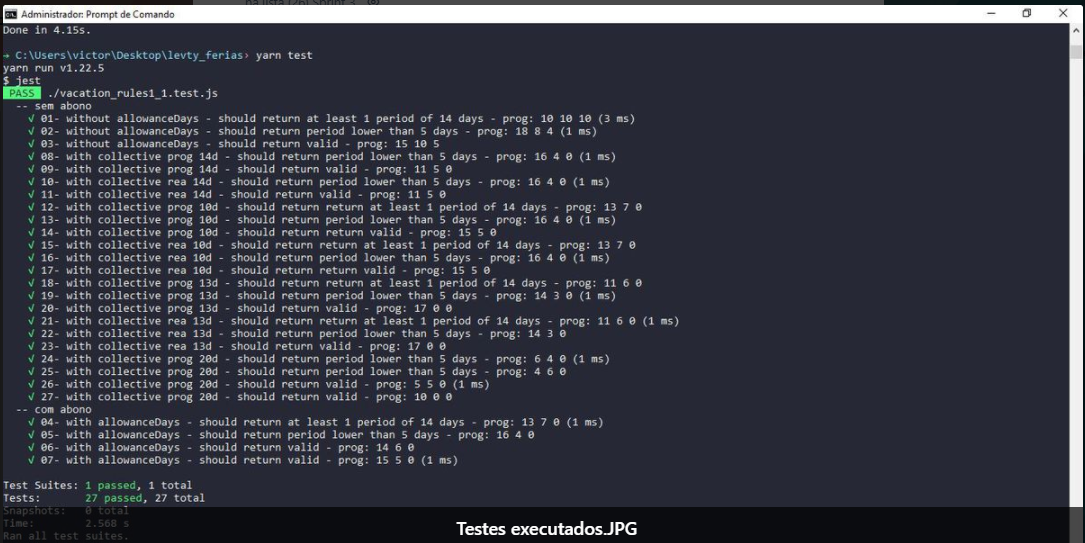 na lista (26) Sprint 3
Administrador: Prompt de Comando
Done in 4.15s.
→ C:\Users\victor\Desktop\levty_ferias› yarn test
yarn run v1.22.5
$ jest
PASS ./vacation_rules1_1.test.js
-- sem abono
√ 01- without allowanceDays - should return at least 1 period of 14 days - prog: 10 10 10 (3 ms)
√ 02- without allowanceDays - should return period lower than 5 days - prog: 18 8 4 (1 ms)
√ 03- without allowanceDays - should return valid - prog: 15 10 5
√ 08- with collective prog 14d - should return period lower than 5 days - prog: 16 4 0 (1 ms)
√ 09- with collective prog 14d - should return valid - prog: 11 5 0
√ 10- with collective rea 14d - should return period lower than 5 days - prog: 16 4 0 (1 ms)
√ 11- with collective rea 14d - should return valid - prog: 11 5 0
√ 12- with collective prog 10d - should return return at least 1 period of 14 days - prog: 13 7 0
√ 13- with collective prog 10d - should return period lower than 5 days - prog: 16 4 0 (1 ms)
√ 14- with collective prog 10d - should return return valid - prog: 15 5 0
√ 15- with collective rea 10d - should return return at least 1 period of 14 days - prog: 13 7 0
√ 16- with collective rea 10d - should return period lower than 5 days - prog: 16 4 0 (1 ms)
√ 17- with collective rea 10d - should return return valid - prog: 15 5 0
√ 18- with collective prog 13d - should return return at least 1 period of 14 days - prog: 11 6 0
√ 19- with collective prog 13d - should return period lower than 5 days - prog: 14 3 0 (1 ms)
√ 20- with collective prog 13d - should return valid - prog: 17 0 0
√ 21- with collective rea 13d - should return return at least 1 period of 14 days - prog: 11 6 0 (1 ms)
√ 22- with collective rea 13d - should return period lower than 5 days - prog: 14 3 0
√ 23- with collective rea 13d - should return valid - prog: 17 0 0
√ 24- with collective prog 20d - should return period lower than 5 days - prog: 6 4 0 (1 ms)
√ 25- with collective prog 20d - should return period lower than 5 days - prog: 4 6 0
√ 26- with collective prog 20d - should return valid - prog: 5 5 0 (1 ms)
√ 27- with collective prog 20d - should return valid - prog: 10 0 0
-- com abono
√ 04- with allowanceDays - should return at least 1 period of 14 days - prog: 13 7 0 (1 ms)
√ 05- with allowanceDays - should return period lower than 5 days - prog: 16 4 0
√ 06- with allowanceDays - should return valid - prog: 14 6 0
√ 07- with allowanceDays - should return valid - prog: 15 5 0 (1 ms)
Test Suites: 1 passed, 1 total
Tests: 27 passed, 27 total
Snapshots: 0 total
Time: 2.568 s
Ran all test suites.
Testes executados.JPG